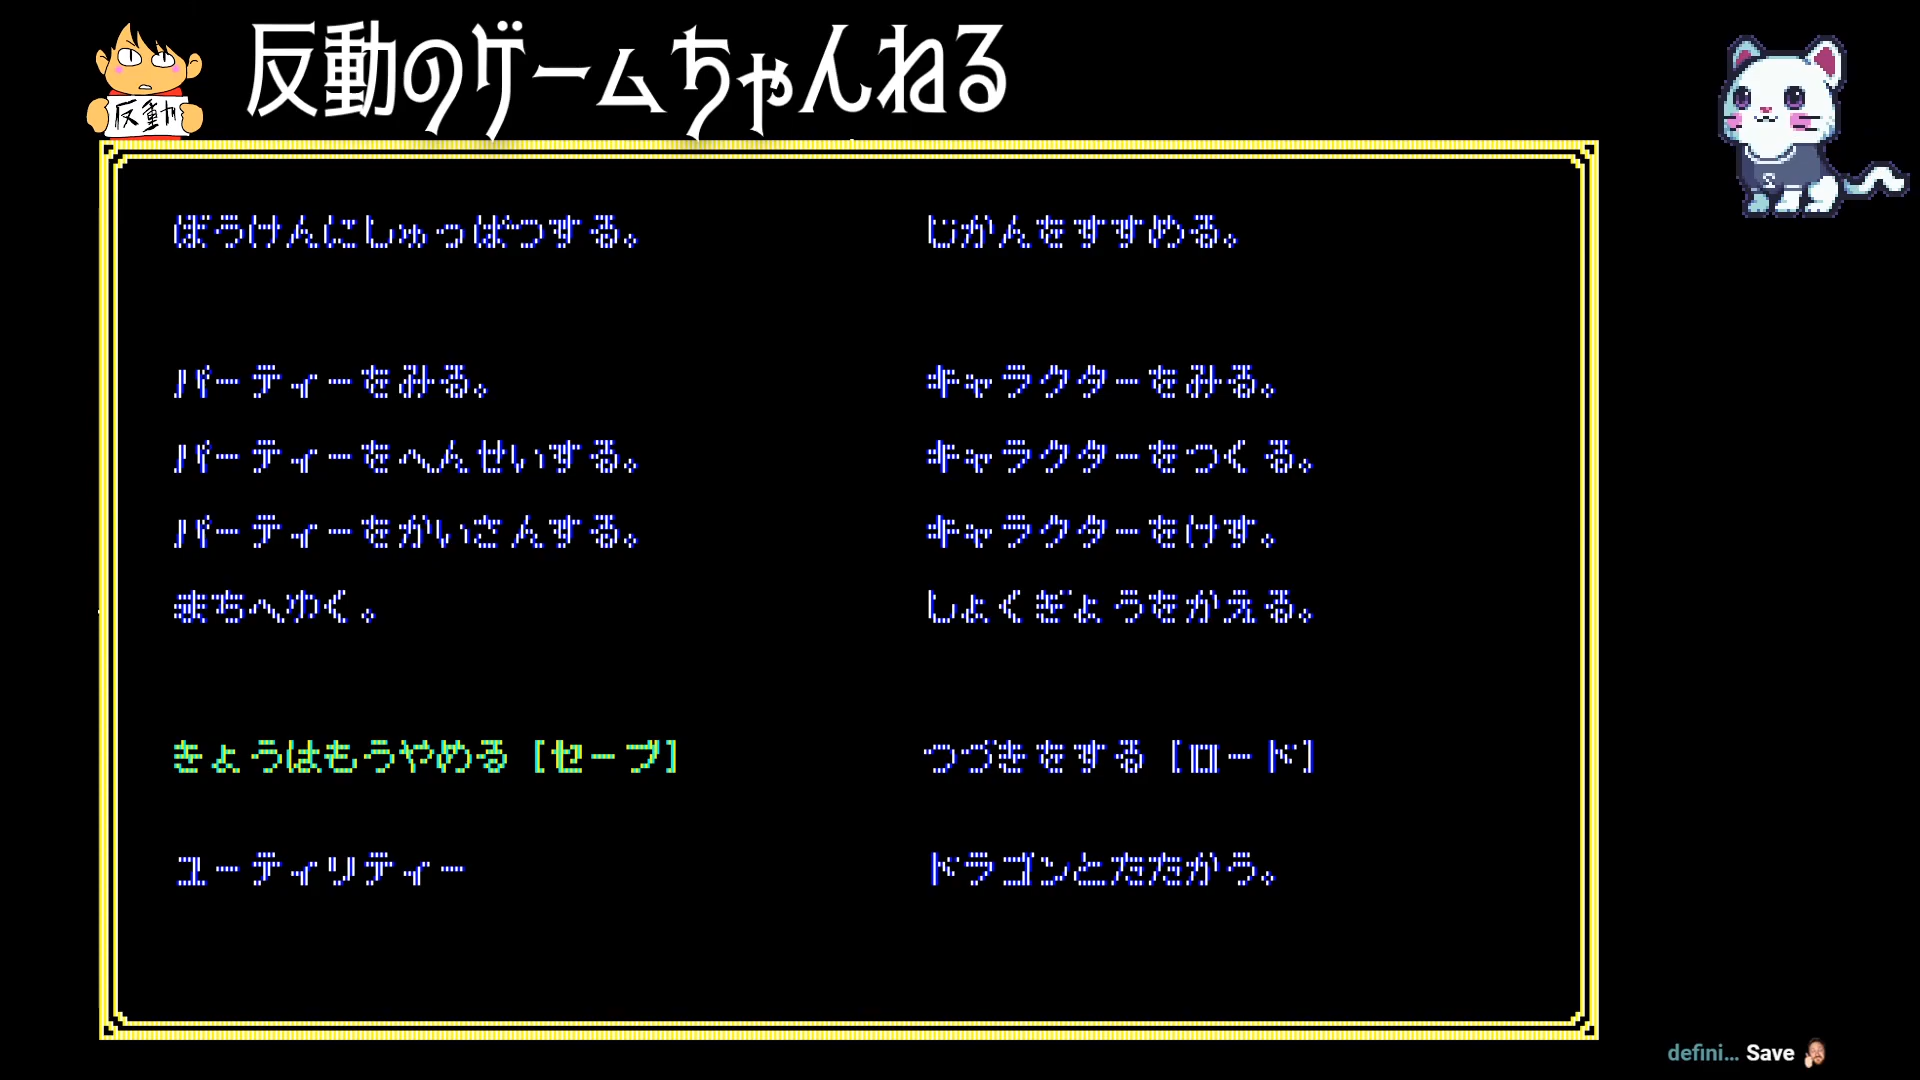 反動のゲームちゃんねる
反動
ぼうけんにしゅっぱつする。
じかんをすすめる。
パーティーをみる。
キャラクターをみる。
パーティーをへんせいする。
キャラクターをつくる。
パーティーをかいさんする。
キャラクターをけす。
まちへゆく。
しょくぎょうをかえる。
きょうはもうやめる [セーブ]
つづきをする [ロード]
ユーティリティー
ドラゴンとたたかう。
defini… Save